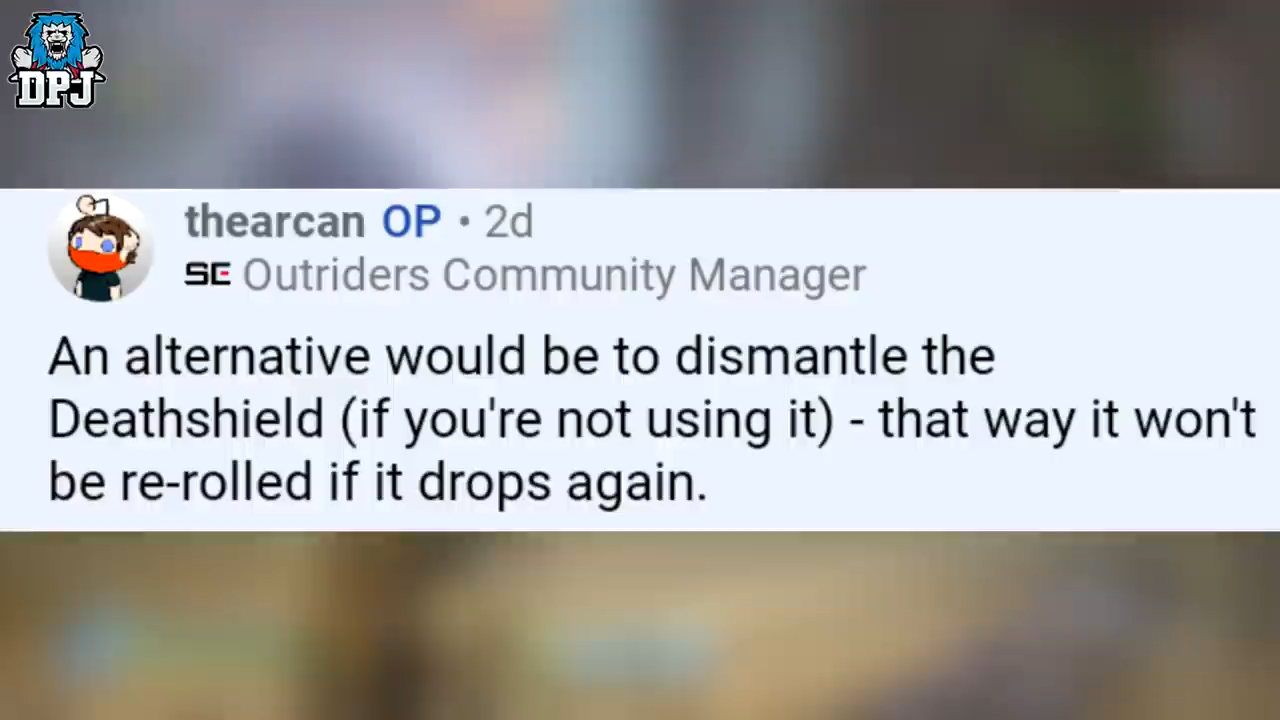 DPJ
thearcan OP • 2d
SE Outriders Community Manager
An alternative would be to dismantle the
Deathshield (if you're not using it) - that way it won't
be re-rolled if it drops again.